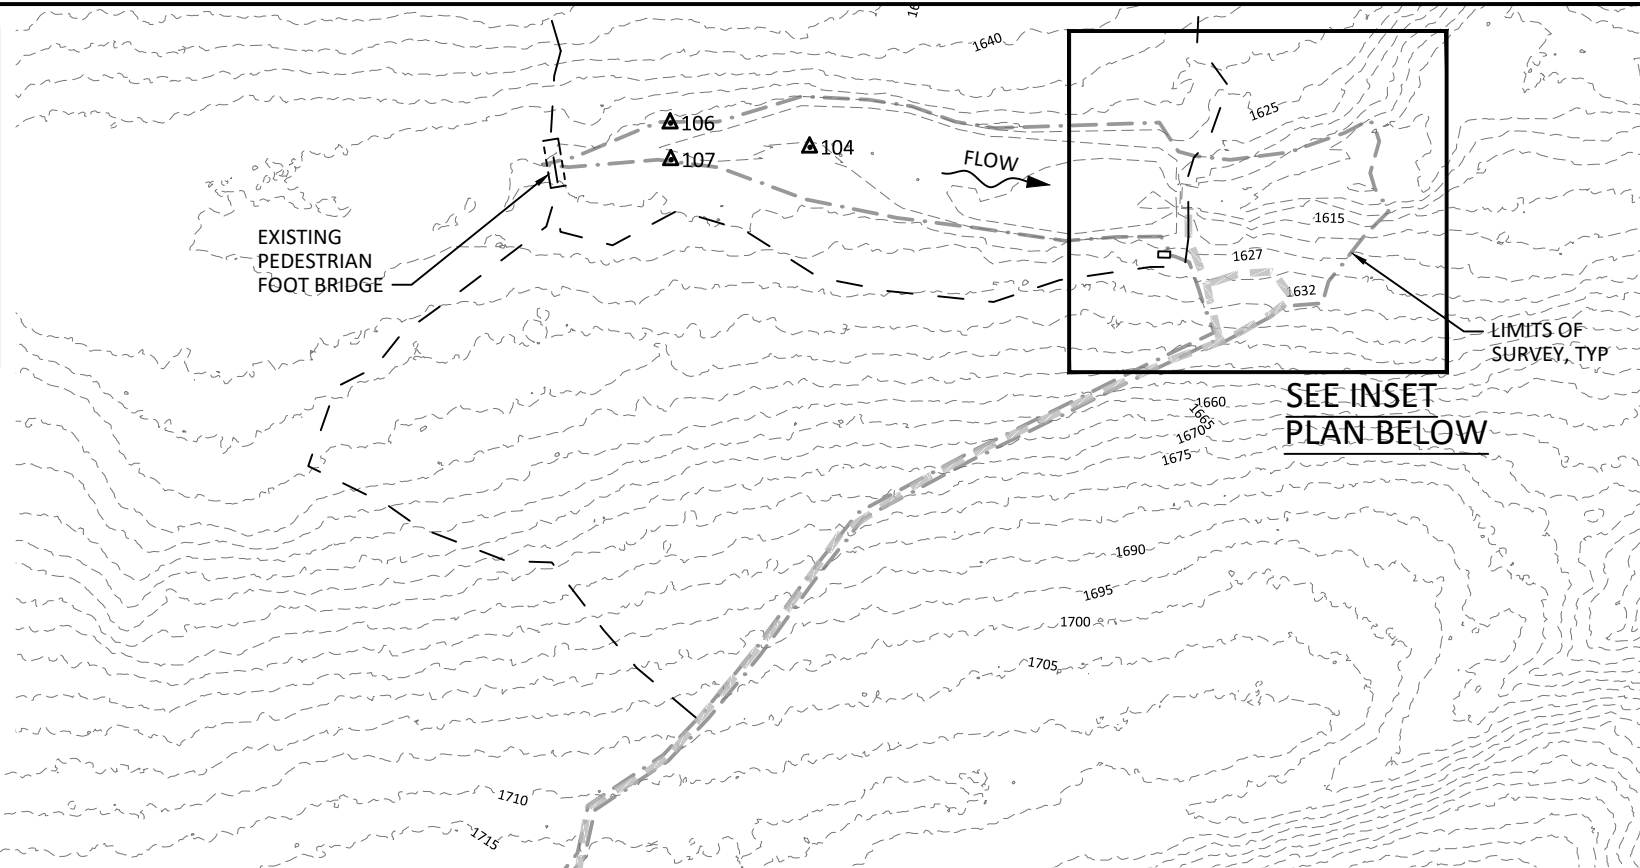 1640
1625
106
104
107
FLOW
1615
EXISTING
PEDESTRIAN
FOOT BRIDGE
1627
1632
LIMITS OF
SURVEY, TYP
SEE INSET
PLAN BELOW
1660
1665
1670
1675
1690
1695
1700
1705
1710
1715